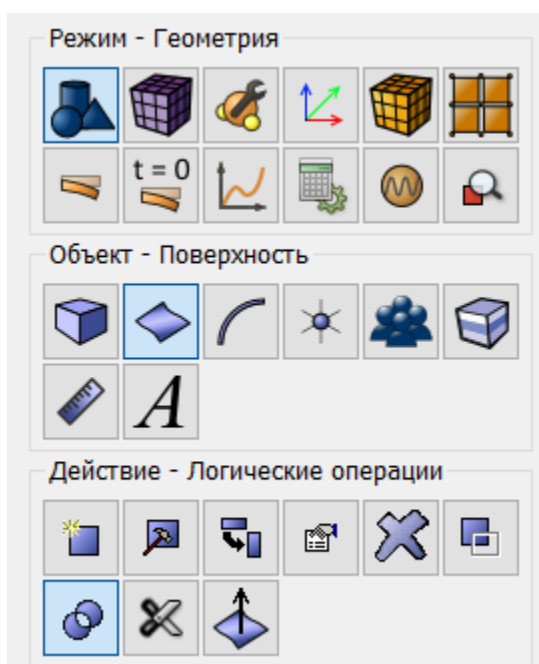 Режим - Геометрия
t = 0
Объект - Поверхность
A
Действие - Логические операции